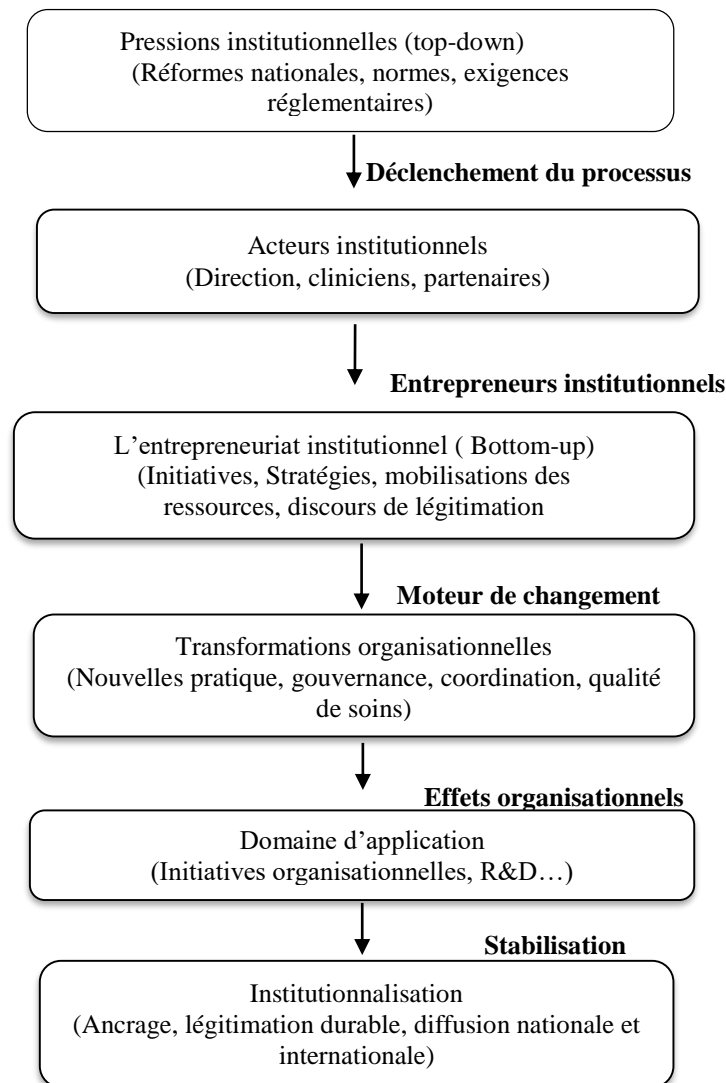 Pressions institutionnelles (top-down)
(Réformes nationales, normes, exigences
réglementaires)
Déclenchement du processus
Acteurs institutionnels
(Direction, cliniciens, partenaires)
Entrepreneurs institutionnels
L’entrepreneuriat institutionnel ( Bottom-up)
(Initiatives, Stratégies, mobilisations des
ressources, discours de légitimation
Moteur de changement
Transformations organisationnelles
(Nouvelles pratique, gouvernance, coordination, qualité
de soins)
Effets organisationnels
Domaine d’application
(Initiatives organisationnelles, R&D…)
Stabilisation
Institutionnalisation
(Ancrage, légitimation durable, diffusion nationale et
internationale)